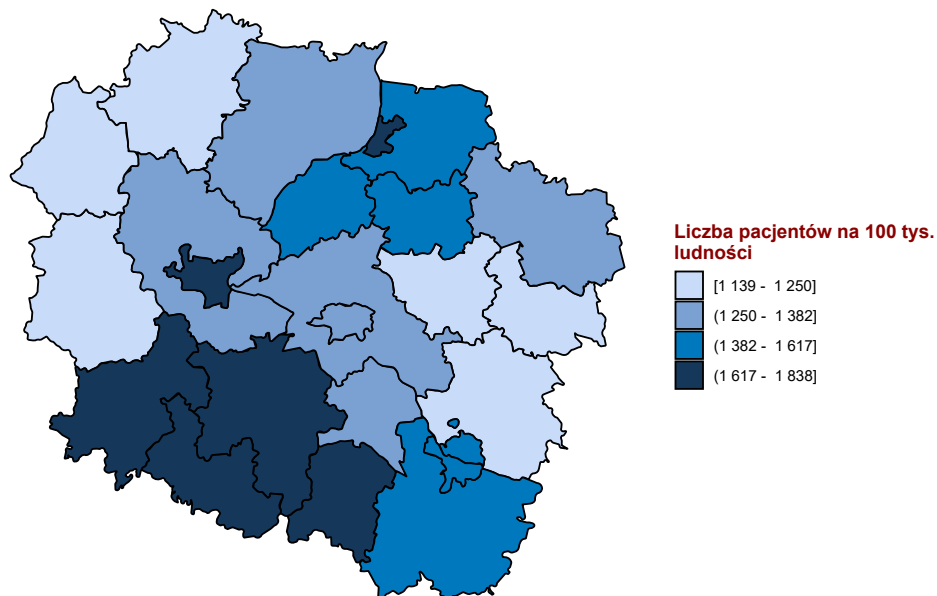 Liczba pacjentów na 100 tys.
ludności
[1 139 - 1 250]
(1 250 - 1 382]
(1 382 - 1 617]
(1 617 - 1 838]